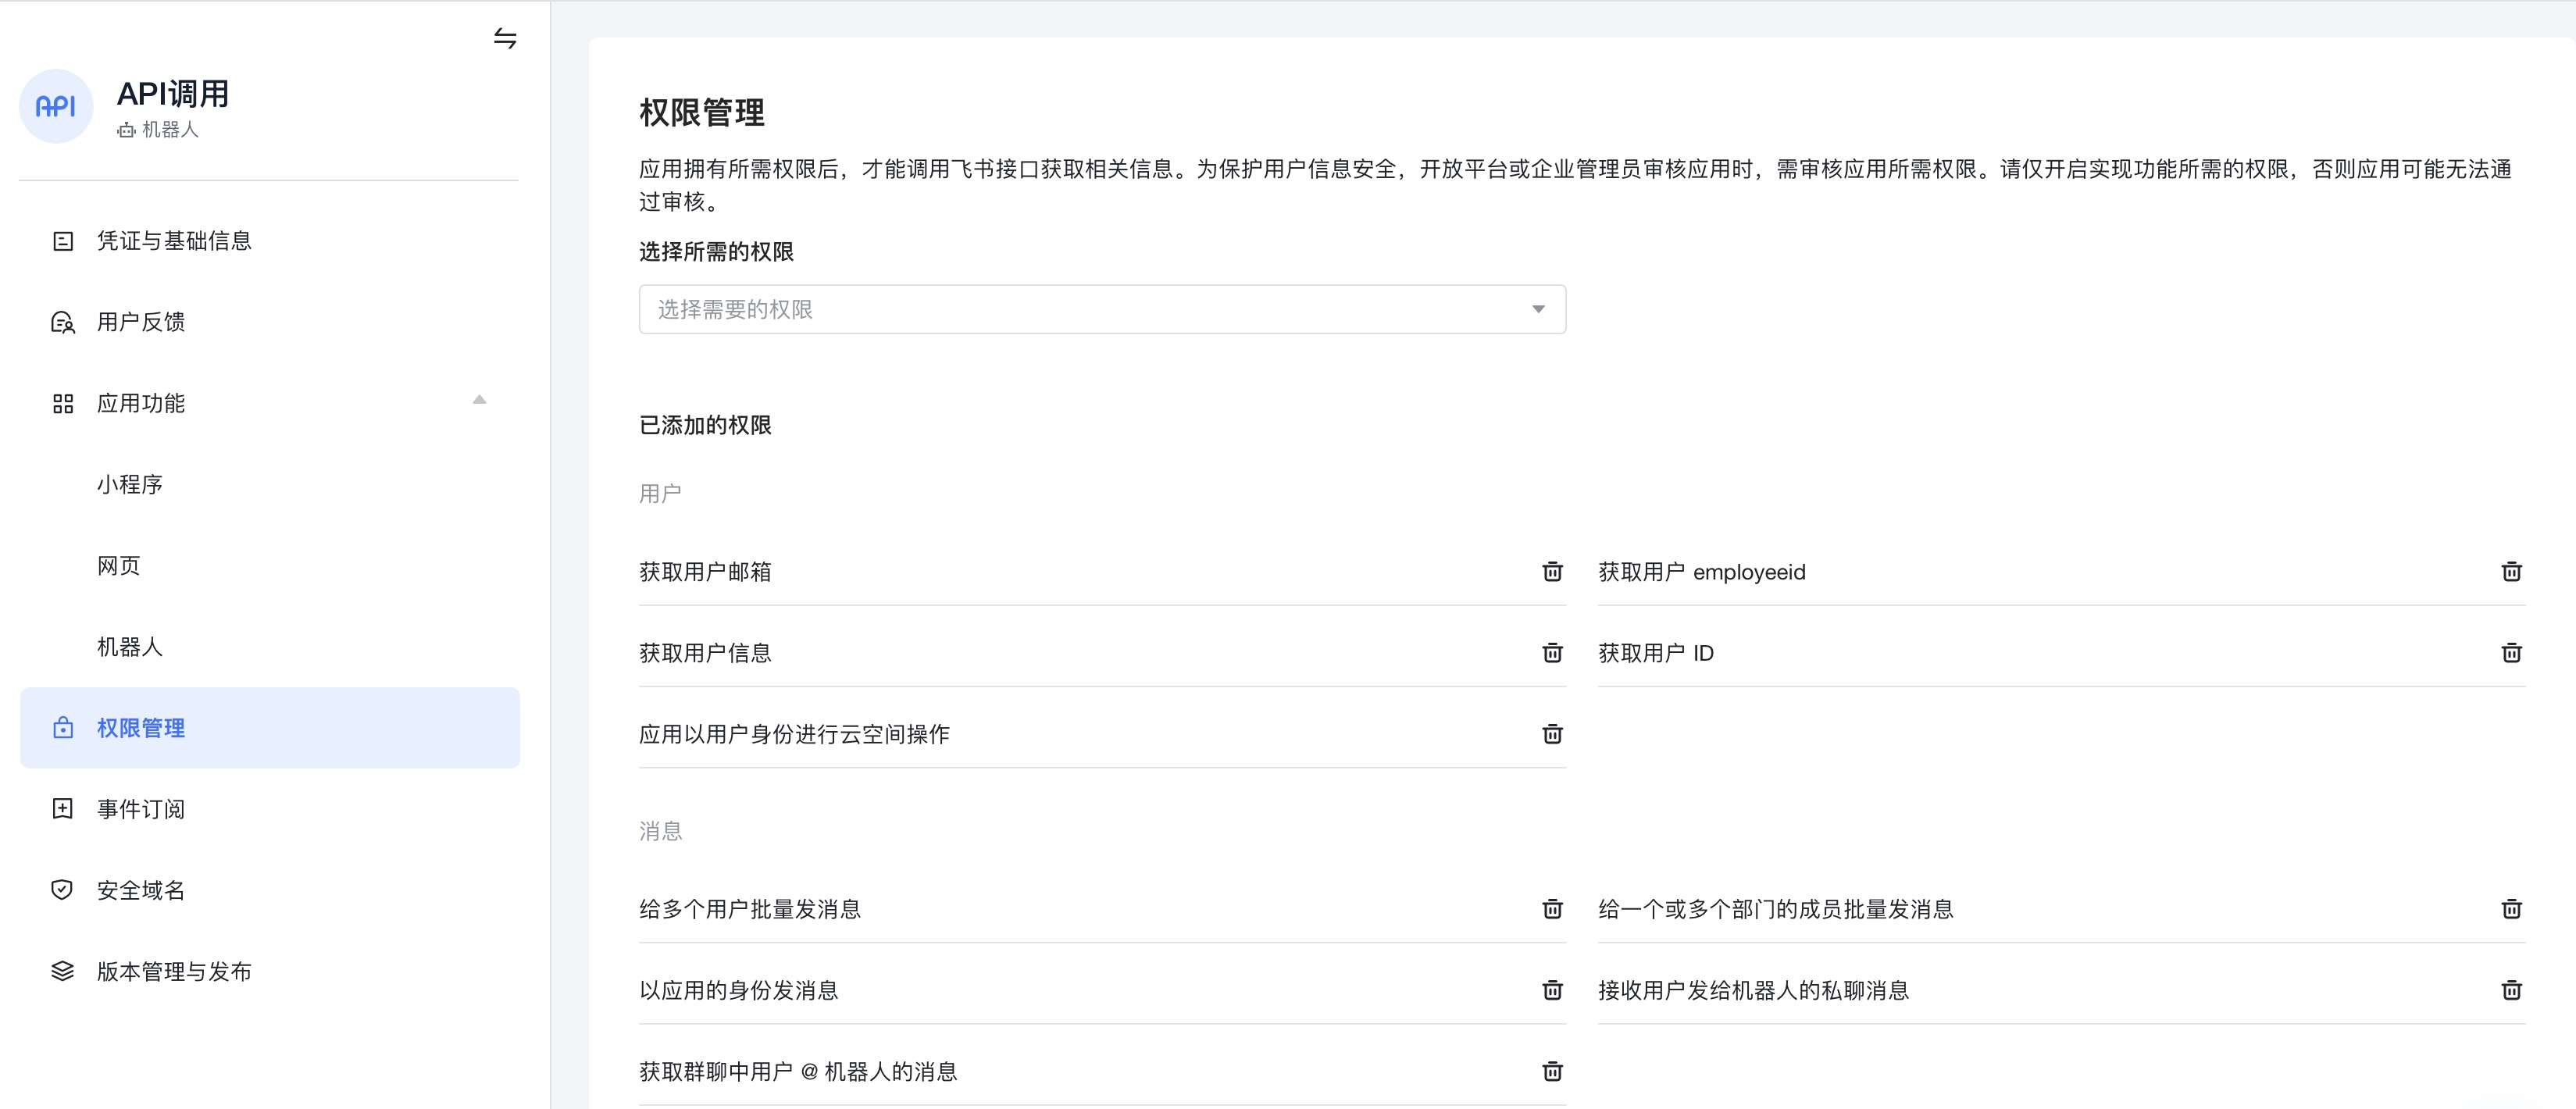 API
API调用
机器人
凭证与基础信息
用户反馈
应用功能
小程序
网页
机器人
权限管理
事件订阅
安全域名
版本管理与发布
权限管理
应用拥有所需权限后，才能调用飞书接口获取相关信息。为保护用户信息安全，开放平台或企业管理员审核应用时，需审核应用所需权限。请仅开启实现功能所需的权限，否则应用可能无法通
过审核。
选择所需的权限
选择需要的权限
已添加的权限
用户
获取用户邮箱
获取用户 employeeid
获取用户信息
获取用户 ID
应用以用户身份进行云空间操作
消息
给多个用户批量发消息
给一个或多个部门的成员批量发消息
以应用的身份发消息
接收用户发给机器人的私聊消息
获取群聊中用户 @ 机器人的消息